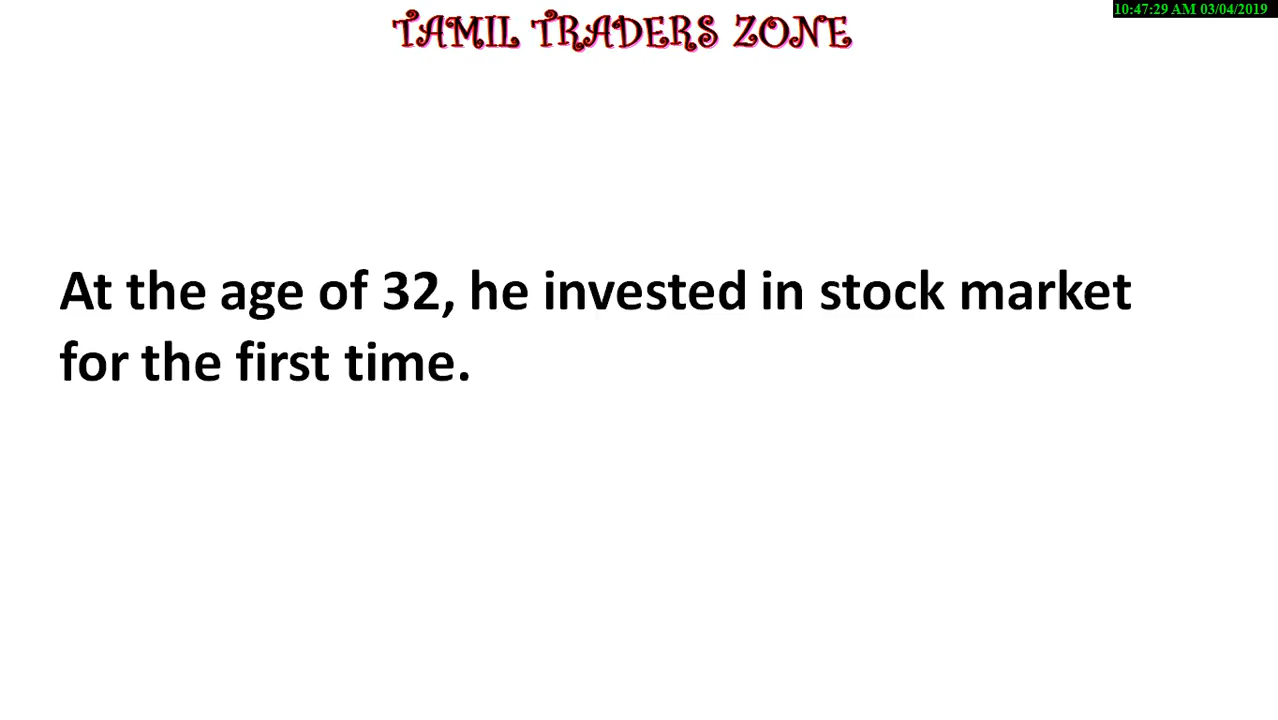 10:47:29 AM 03/04/2019
TAMIL TRADERS ZONE
At the age of 32, he invested in stock market
for the first time.